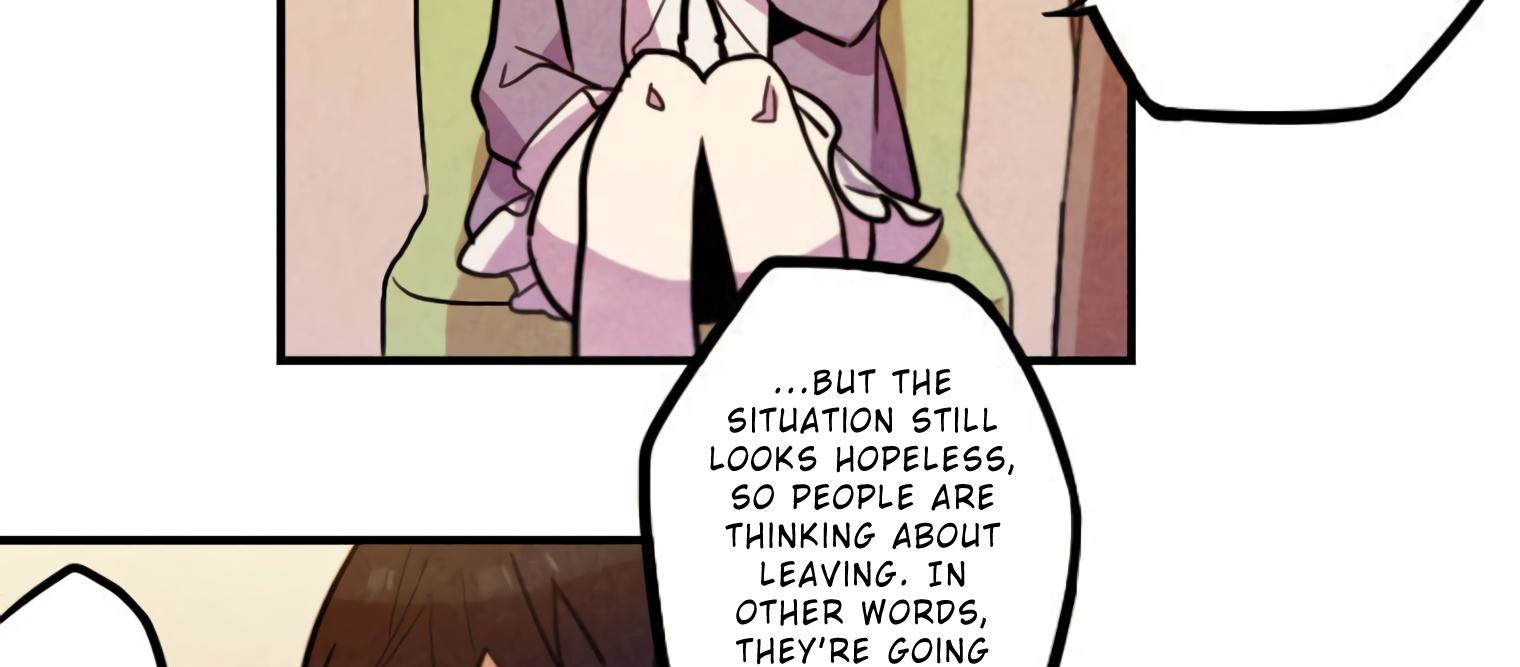 ...BUT THE
SITUATION STILL
LOOKS HOPELESS,
SO PEOPLE ARE
THINKING ABOUT
LEAVING. IN
OTHER WORDS,
THEY'RE GOING